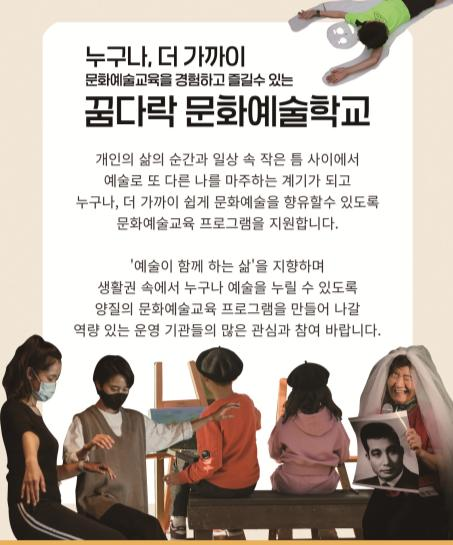 누구나, 더 가까이
문화예술교육을 경험하고 즐길수 있는
꿈다락 문화예술학교
개인의 삶의 순간과 일상 속 작은 틈 사이에서
예술로 또 다른 나를 마주하는 계기가 되고
누구나, 더 가까이 쉽게 문화예술을 향유할수 있도록
문화예술교육 프로그램을 지원합니다.
'예술이 함께 하는 삶'을 지향하며
생활권 속에서 누구나 예술을 누릴 수 있도록
양질의 문화예술교육 프로그램을 만들어 나갈
역량 있는 운영 기관들의 많은 관심과 참여 바랍니다.